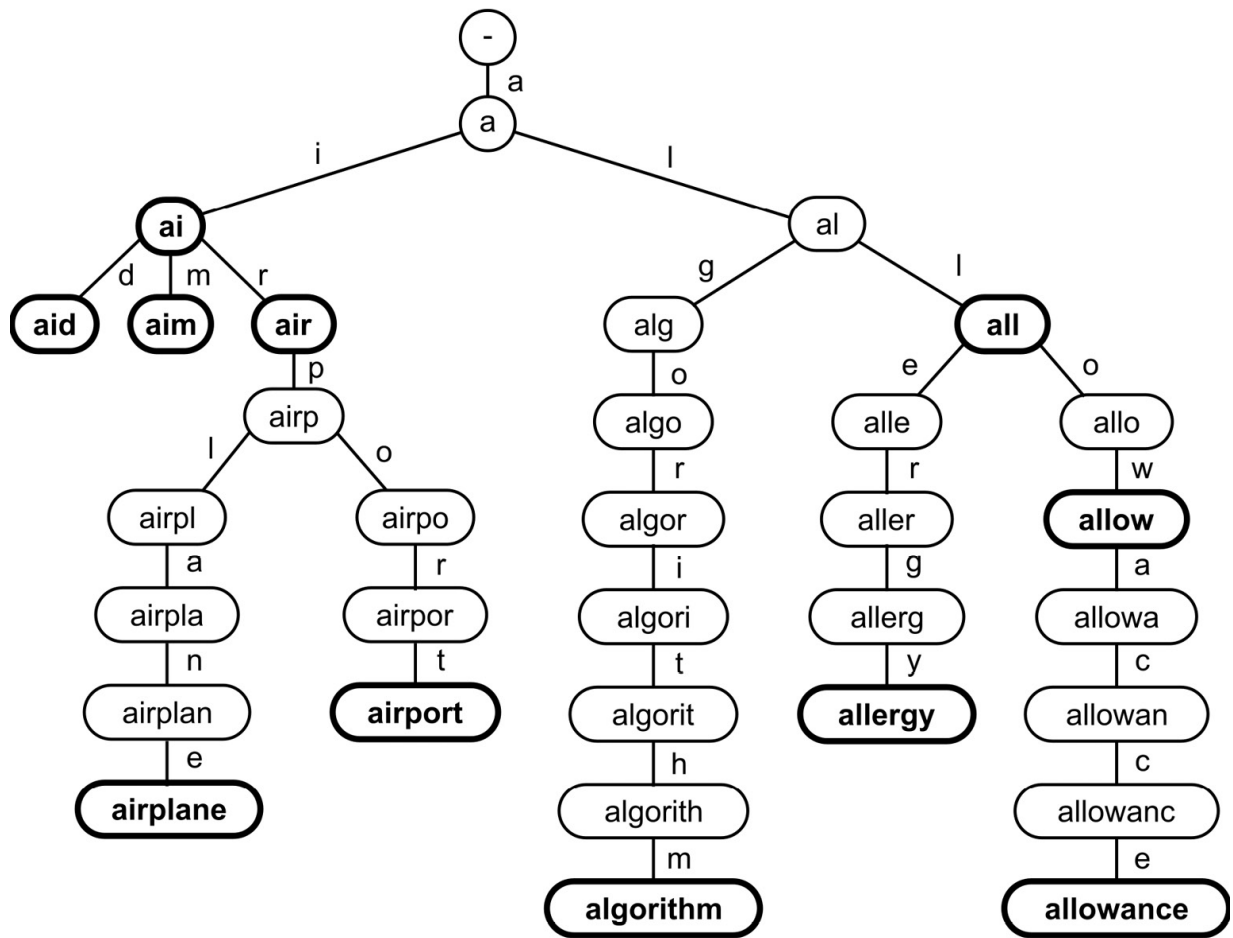 -
a
a
i l
ai al
d m r g l
aid aim air alg all
p o e o
airp algo alle allo
l o r r w
airpl airpo algor aller allow
a r i g a
airpla airpor algori allerg allowa
n t t y c
airplan airport algorit allergy allowan
e h c
airplane algorith allowanc
m e
algorithm allowance